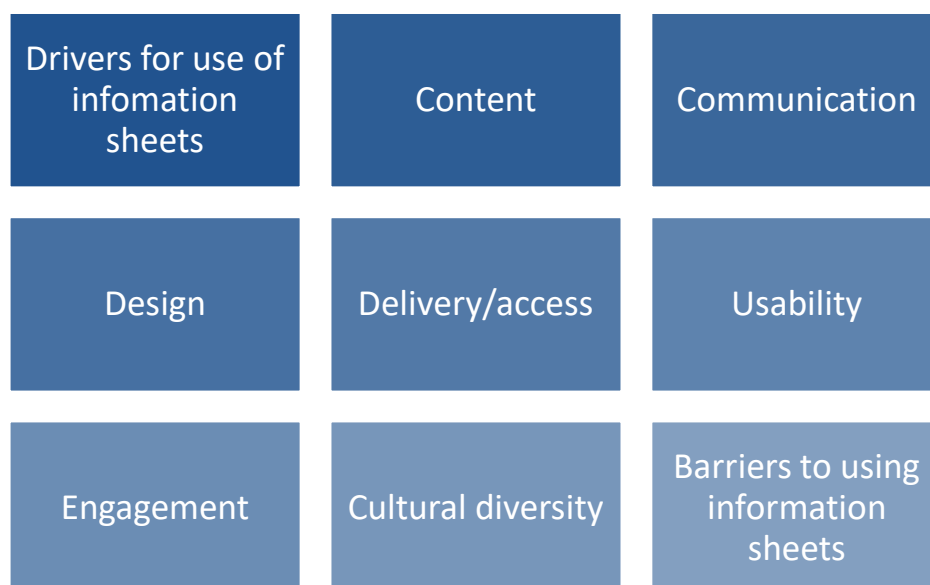 Drivers for use of
infomation
sheets
Content
Communication
Design
Delivery/access
Usability
Engagement
Cultural diversity
Barriers to using
information
sheets